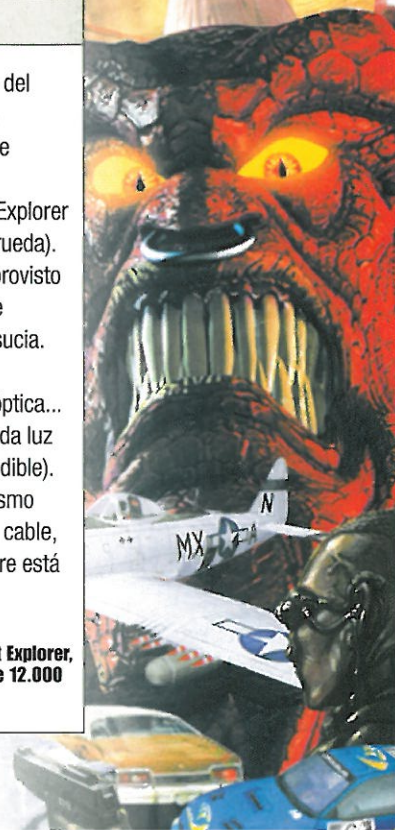 del
e
Explorer
rueda).
provisto
e
sucia.
óptica...
da luz
dible).
smo
cable,
re está
t Explorer,
e 12.000
N
MX A